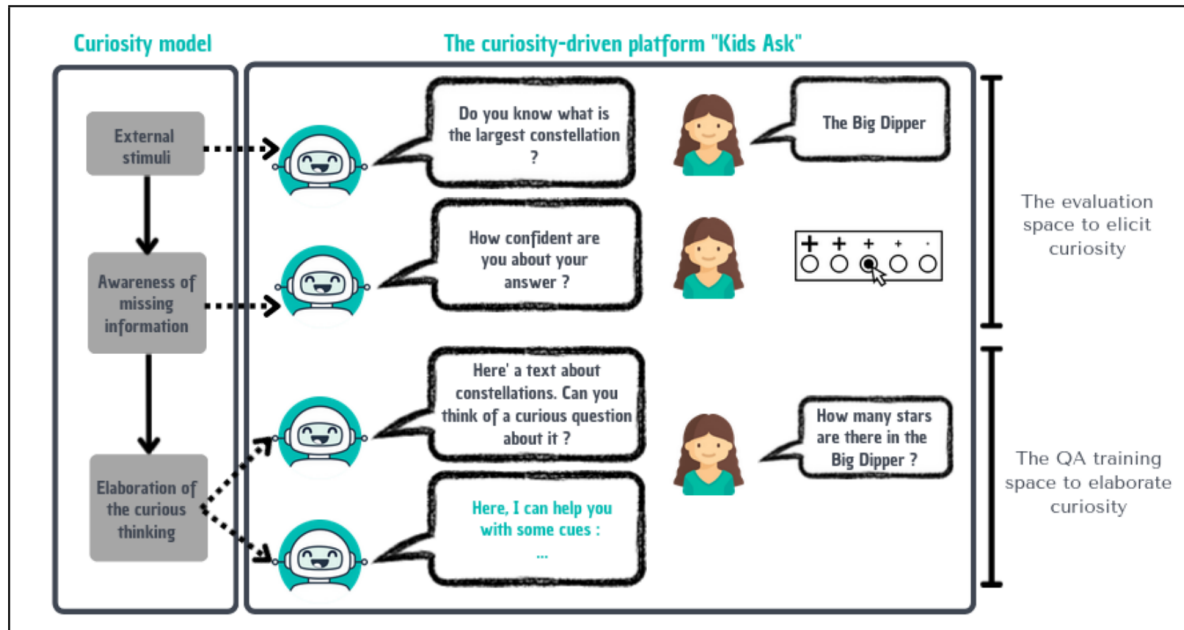 Curiosity model
The curiosity-driven platform "Kids Ask"
External
stimuli
Do you know what is
the largest constellation
?
The Big Dipper
Awareness of
missing
information
How confident are
you about your
answer ?
The evaluation
space to elicit
curiosity
Elaboration of
the curious
thinking
Here' a text about
constellations. Can you
think of a curious question
about it ?
How many stars
are there in the
Big Dipper ?
Here, I can help you
with some cues :
...
The QA training
space to elaborate
curiosity